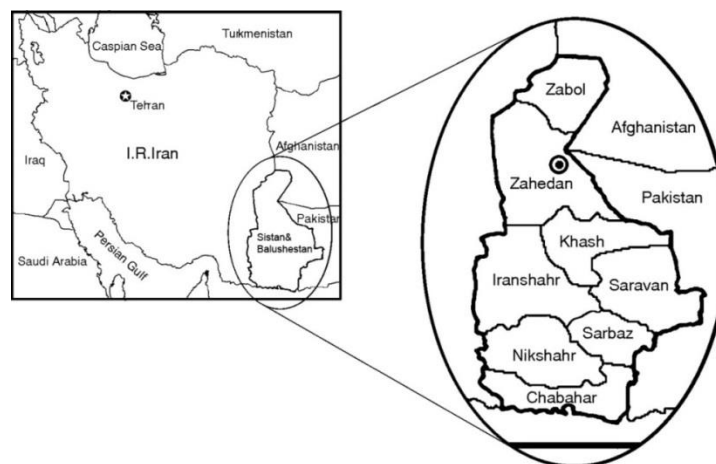 Caspian Sea
Turkmenistan
Tehran
I.R.Iran
Iraq
Afghanistan
Pakistan
Sistan&
Balushestan
Saudi Arabia
Persian Gulf
Zabol
Afghanistan
Zahedan
Pakistan
Khash
Iranshahr
Saravan
Sarbaz
Nikshahr
Chabahar